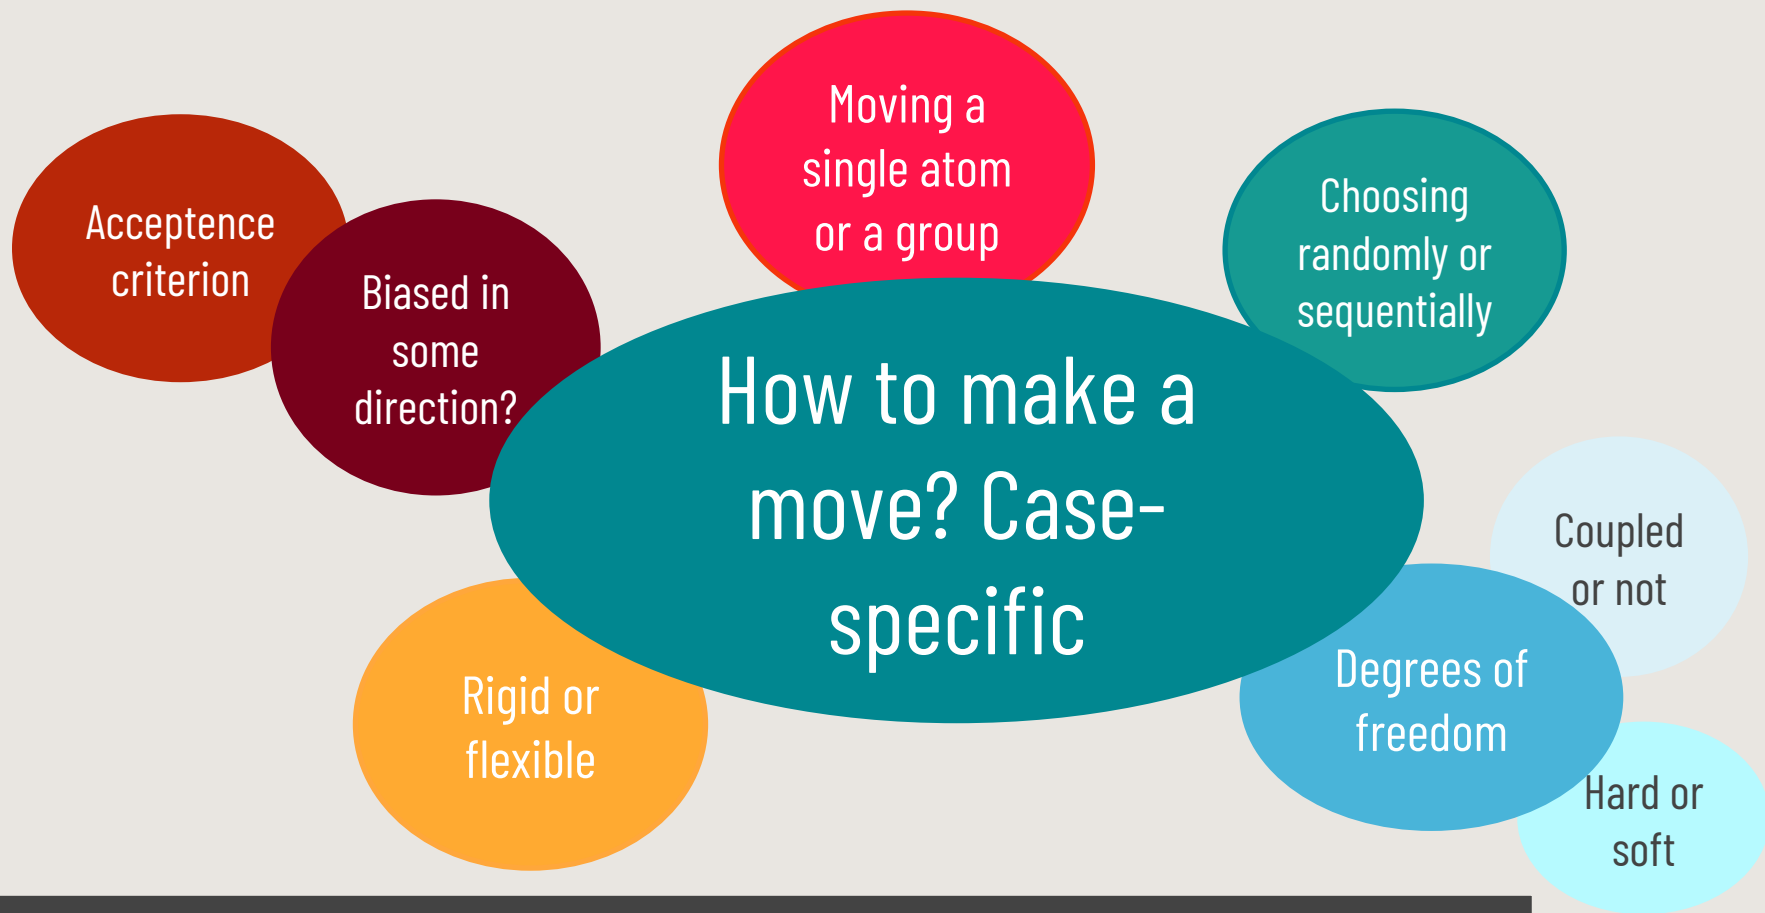 Moving a
single atom
or a group
Acceptence
criterion
Biased in
some
direction?
Choosing
randomly or
sequentially
How to make a
move? Case-
specific
Coupled
or not
Rigid or
flexible
Degrees of
freedom
Hard or
soft